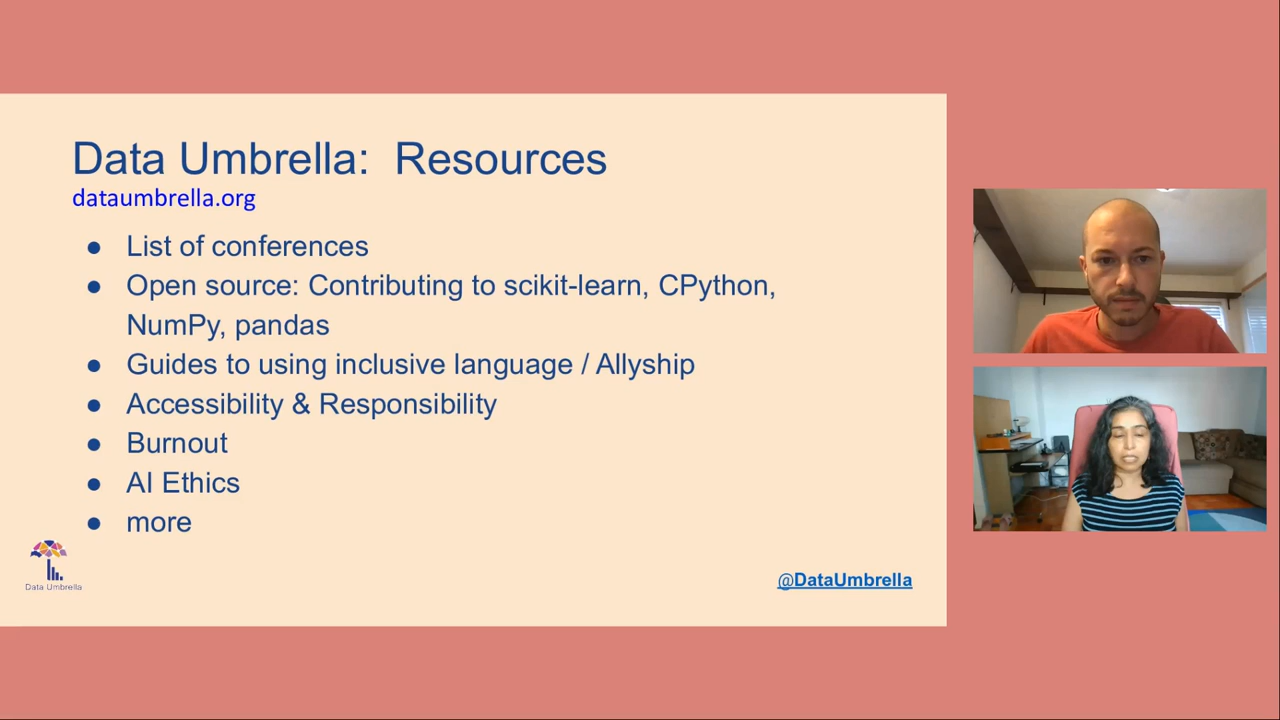 Data Umbrella: Resources
dataumbrella.org
● List of conferences
● Open source: Contributing to scikit-learn, CPython,
NumPy, pandas
● Guides to using inclusive language / Allyship
● Accessibility & Responsibility
● Burnout
● AI Ethics
● more
Data Umbrella
@DataUmbrella